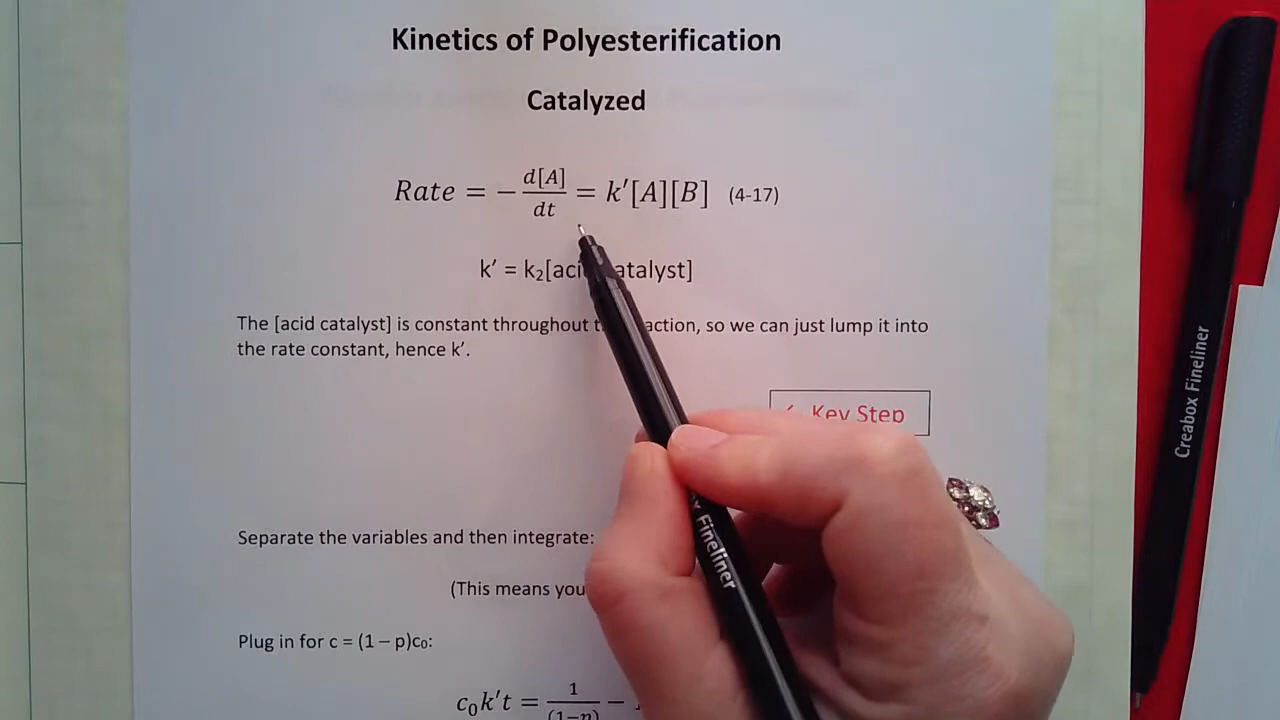 Kinetics of Polyesterification
Catalyzed
Rate = − d[A]/dt = k′[A][B] (4-17)
k′ = k₂[aci atalyst]
The [acid catalyst] is constant throughout t action, so we can just lump it into
the rate constant, hence k′.
Key Step
Separate the variables and then integrate:
(This means you
Plug in for c = (1 – p)c₀:
c₀k′t = 1/(1−p) −
Fineliner
Creabox Fineliner